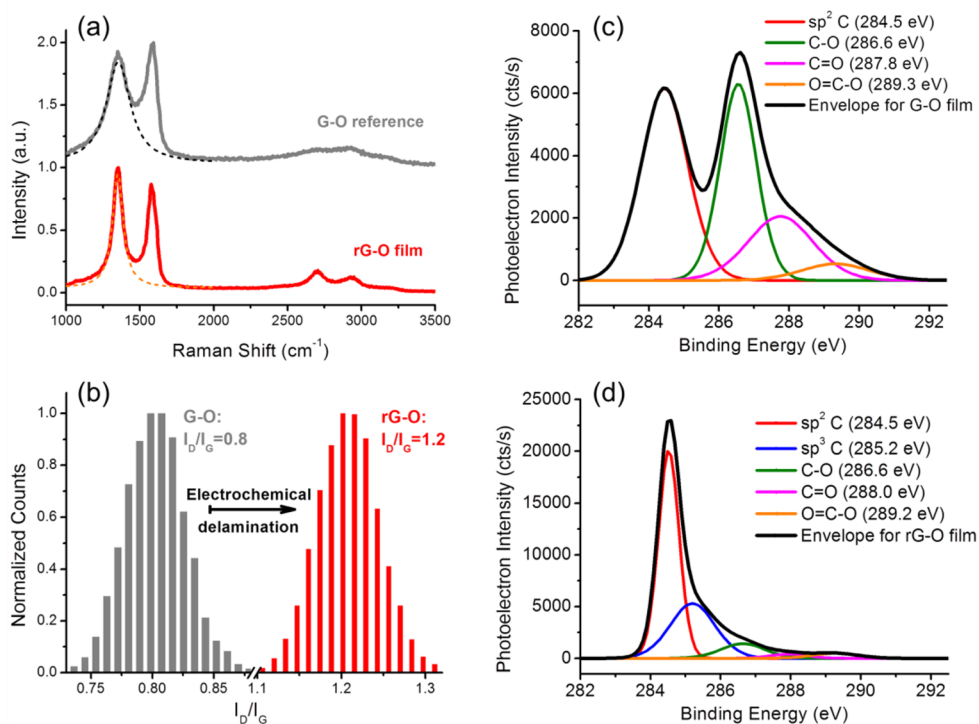 (a)
2.0
1.5
1.0
0.5
0.0
Intensity (a.u.)
G-O reference
rG-O film
1000 1500 2000 2500 3000 3500
Raman Shift (cm⁻¹)
(c)
sp² C (284.5 eV)
C-O (286.6 eV)
C=O (287.8 eV)
O=C-O (289.3 eV)
Envelope for G-O film
8000
6000
4000
2000
0
Photoelectron Intensity (cts/s)
282 284 286 288 290 292
Binding Energy (eV)
(b)
1.0
0.8
0.6
0.4
0.2
0.0
Normalized Counts
G-O:
I_D/I_G=0.8
rG-O:
I_D/I_G=1.2
Electrochemical
delamination
0.75 0.80 0.85 1.1 1.2 1.3
I_D/I_G
(d)
sp² C (284.5 eV)
sp³ C (285.2 eV)
C-O (286.6 eV)
C=O (288.0 eV)
O=C-O (289.2 eV)
Envelope for rG-O film
25000
20000
15000
10000
5000
0
Photoelectron Intensity (cts/s)
282 284 286 288 290 292
Binding Energy (eV)